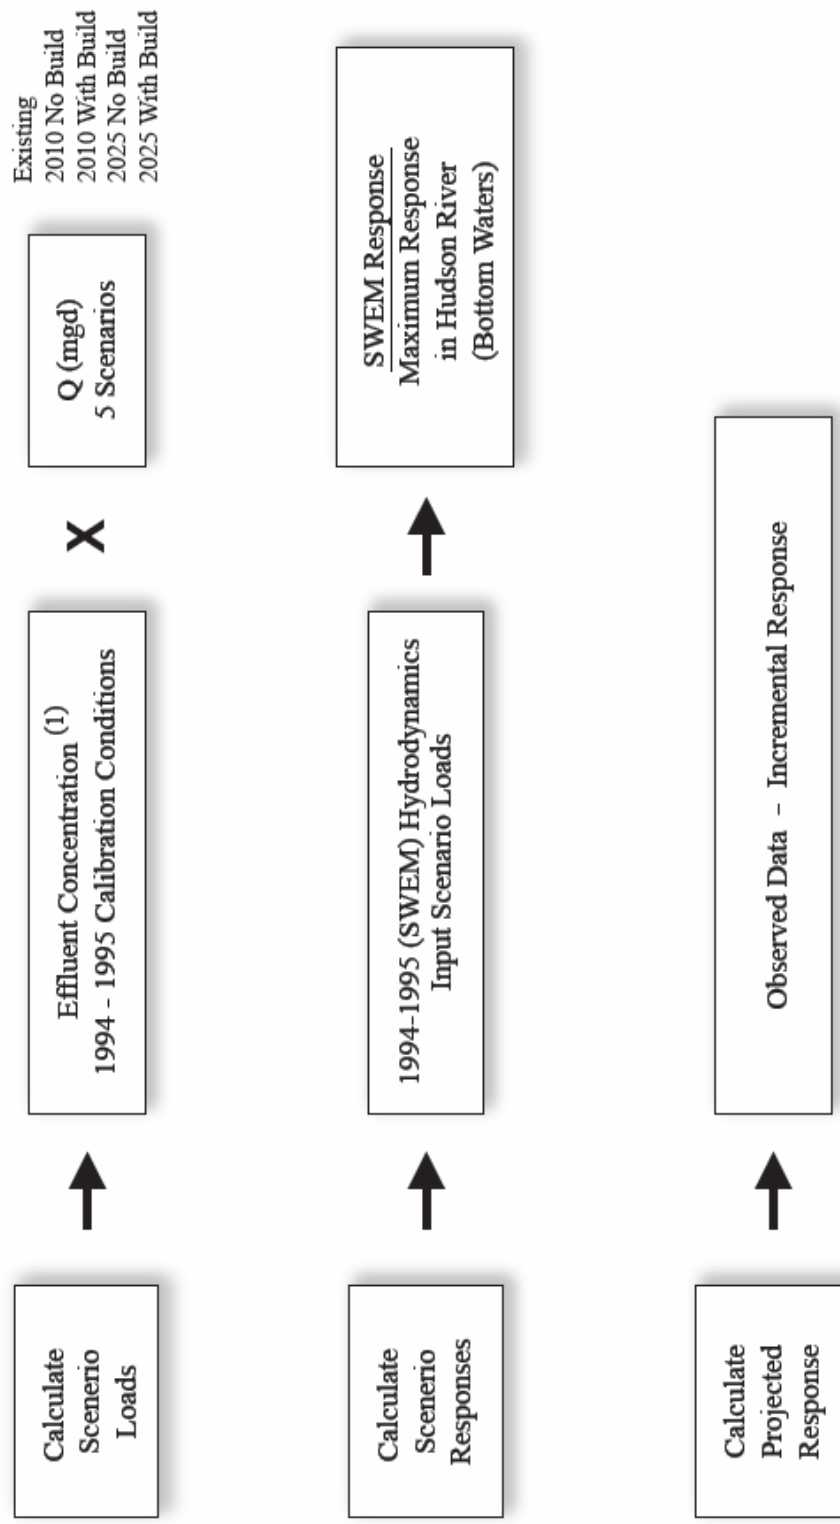 Calculate
Scenerio
Loads
Effluent Concentration (1)
1994 - 1995 Calibration Conditions
X
Q (mgd)
5 Scenarios
Existing
2010 No Build
2010 With Build
2025 No Build
2025 With Build
Calculate
Scenerio
Responses
1994-1995 (SWEM) Hydrodynamics
Input Scenario Loads
SWEM Response
Maximum Response
in Hudson River
(Bottom Waters)
Calculate
Projected
Response
Observed Data – Incremental Response